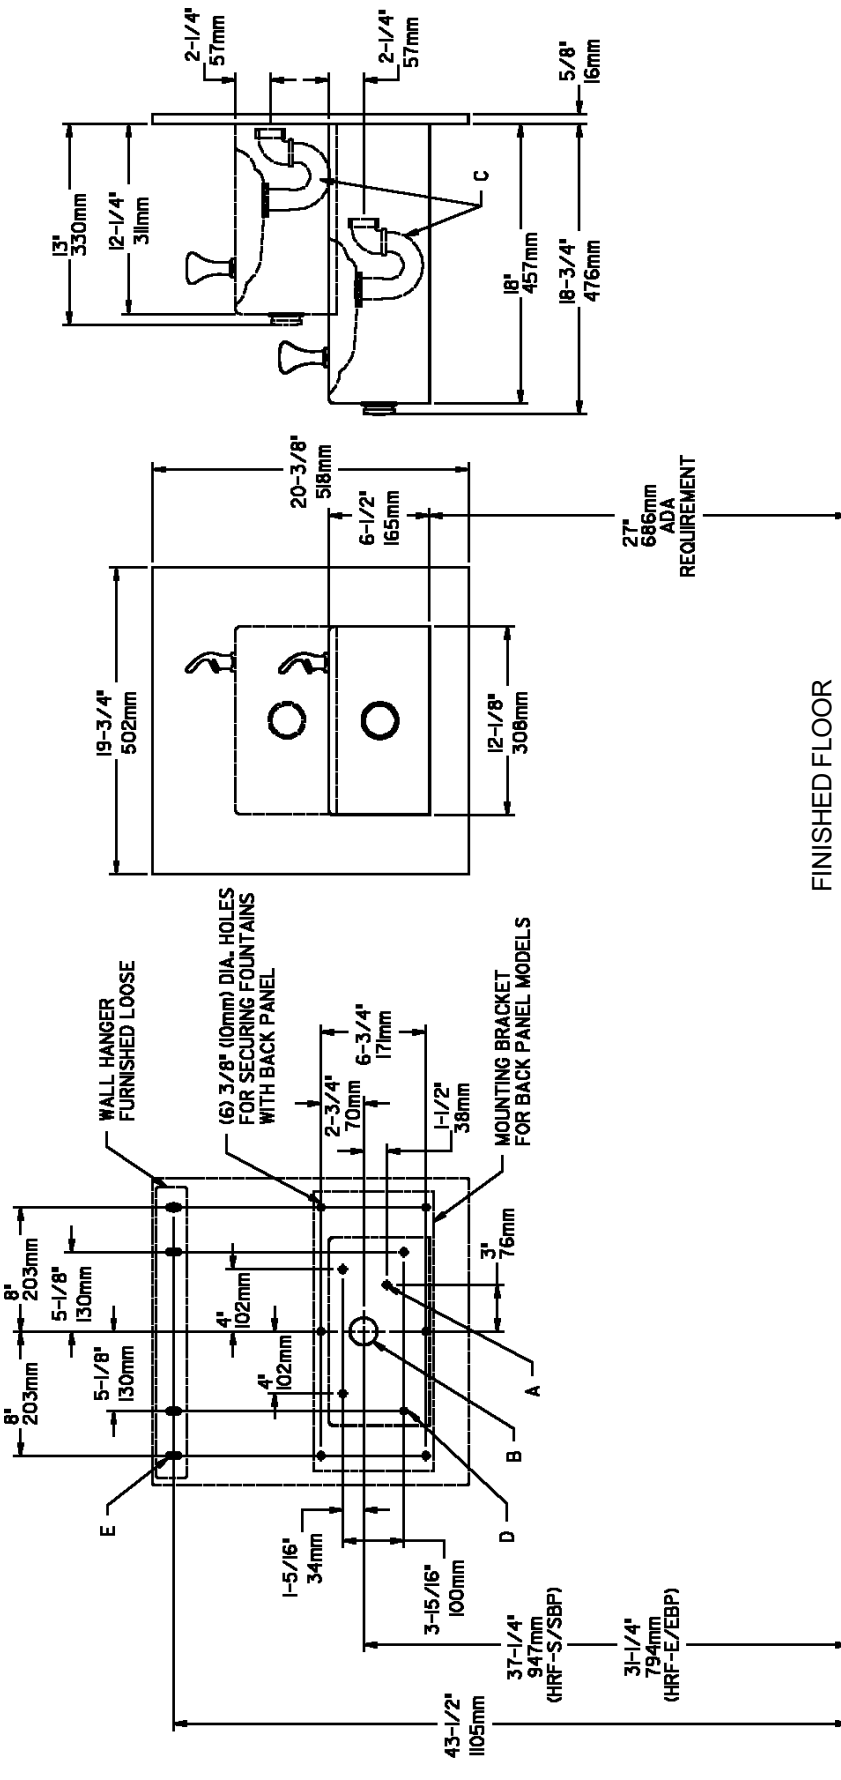 8"
203mm
8"
203mm
5-1/8"
130mm
5-1/8"
130mm
4"
102mm
4"
102mm
E
WALL HANGER
FURNISHED LOOSE
(6) 3/8" (10mm) DIA. HOLES
FOR SECURING FOUNTAINS
WITH BACK PANEL
2-3/4"
70mm
6-3/4"
171mm
1-1/2"
38mm
MOUNTING BRACKET
FOR BACK PANEL MODELS
3"
76mm
A
B
D
1-5/16"
34mm
3-15/16"
100mm
37-1/4"
947mm
(HRF-S/SBP)
31-1/4"
794mm
(HRF-E/EBP)
43-1/2"
1105mm
19-3/4"
502mm
20-3/8"
518mm
6-1/2"
165mm
12-1/8"
308mm
27"
686mm
ADA
REQUIREMENT
FINISHED FLOOR
13"
330mm
12-1/4"
311mm
2-1/4"
57mm
2-1/4"
57mm
C
18"
457mm
18-3/4"
476mm
5/8"
16mm